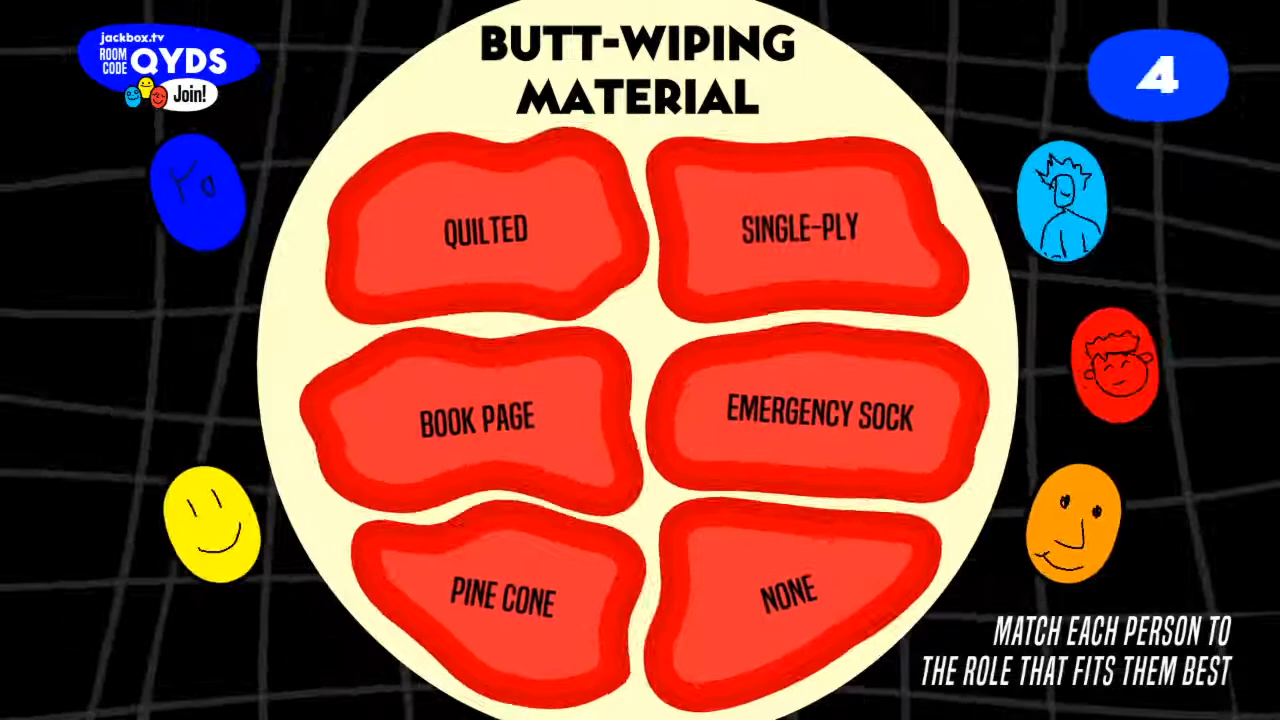 jackbox.tv
ROOM CODE QYDS
Join!
BUTT-WIPING
MATERIAL
4
Yo
QUILTED
SINGLE-PLY
BOOK PAGE
EMERGENCY SOCK
PINE CONE
NONE
MATCH EACH PERSON TO
THE ROLE THAT FITS THEM BEST